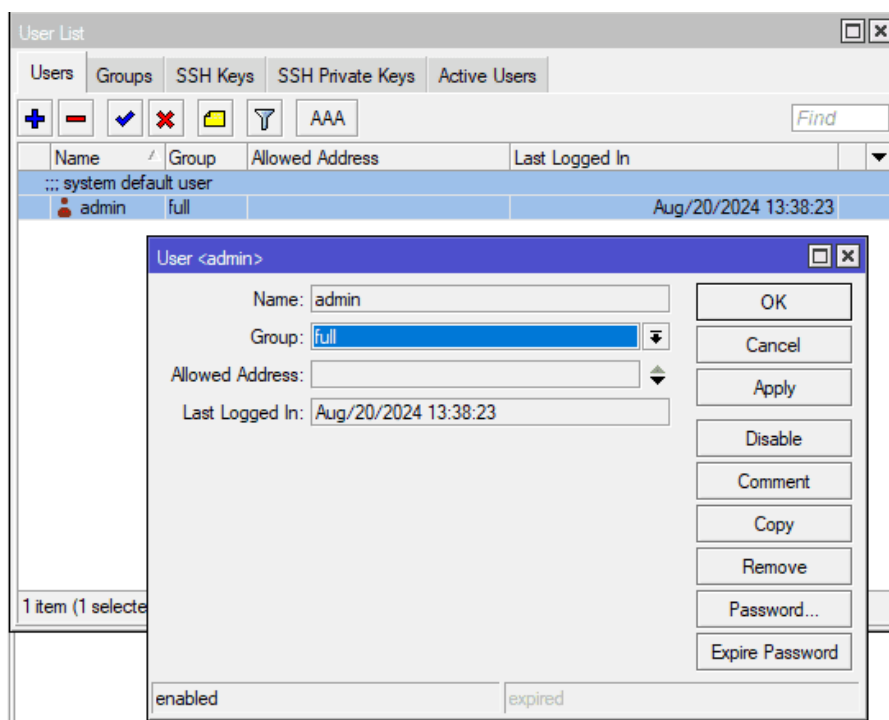 User List
Users Groups SSH Keys SSH Private Keys Active Users
AAA Find
Name Group Allowed Address Last Logged In
;;; system default user
admin full Aug/20/2024 13:38:23
User <admin>
Name: admin OK
Group: full Cancel
Allowed Address: Apply
Last Logged In: Aug/20/2024 13:38:23
Disable
Comment
Copy
Remove
1 item (1 selecte Password...
Expire Password
enabled expired